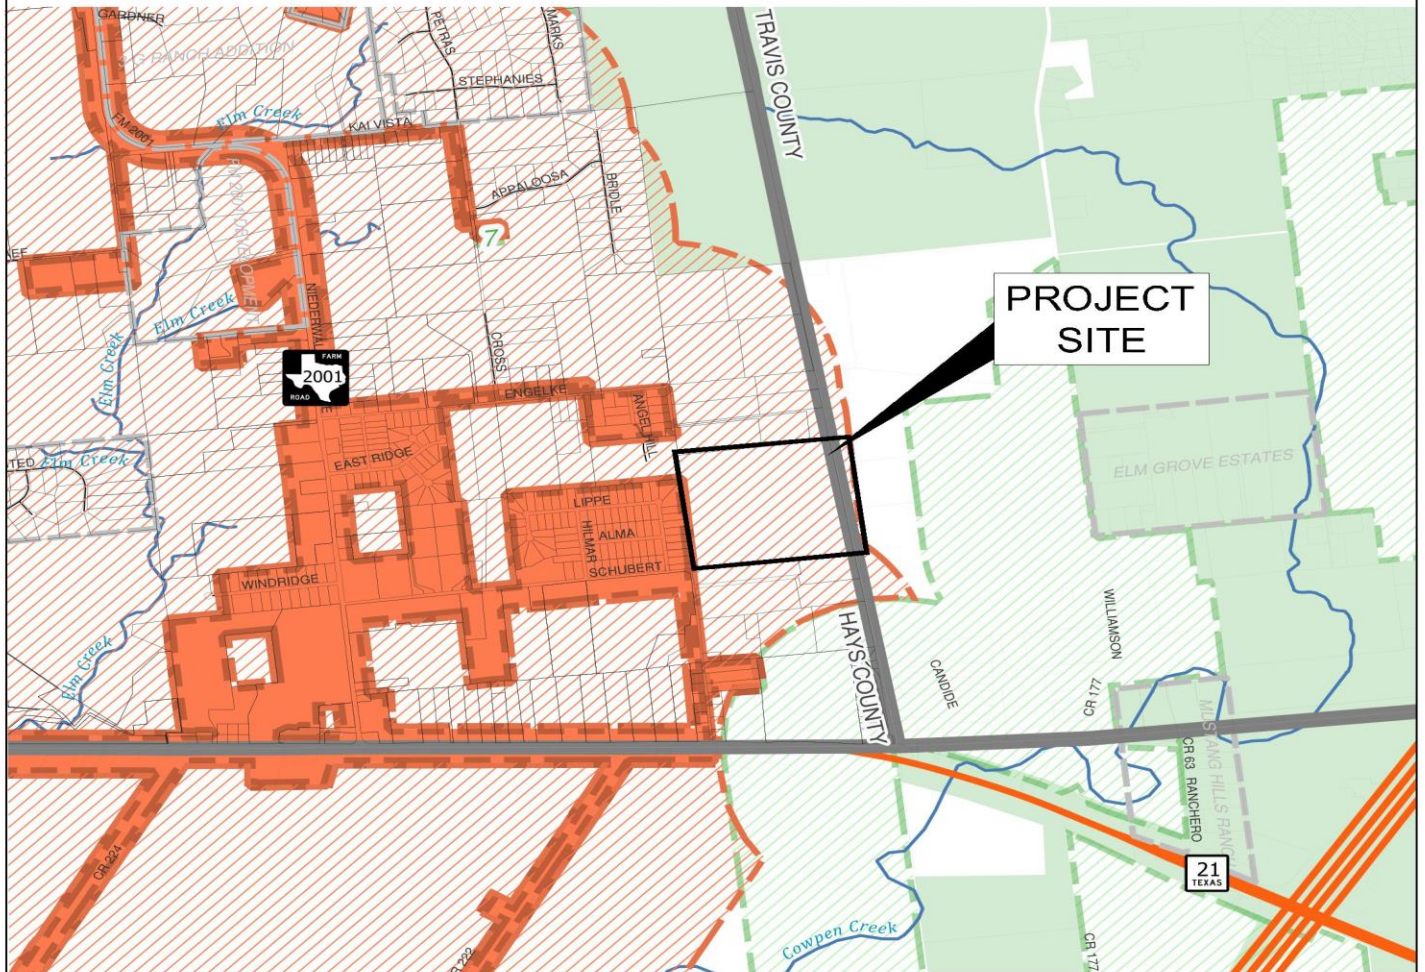 GARDNER
PETRAS
MARKS
TRAVIS COUNTY
RANCH ADDITION
STEPHANIES
Elm Creek
FM 2001
KALVISTA
APPALOOSA
BRIDLE
7
FM 2001 DEVELOPMENT
Elm Creek
Elm Creek
CROSS
PROJECT
SITE
FARM
2001
ROAD
ENGELKE
ANGEL HILL
EAST RIDGE
Elm Creek
ELM GROVE ESTATES
LIPPE
HILMAR
ALMA
SCHUBERT
WINDRIDGE
WILLIAMSON
HAYS COUNTY
CANDIDE
CR 177
Elm Creek
MUSTANG HILLS RANCH
CR 63 RANCHERO
CR 224
21
TEXAS
Cowpen Creek
CR 222
CR 177